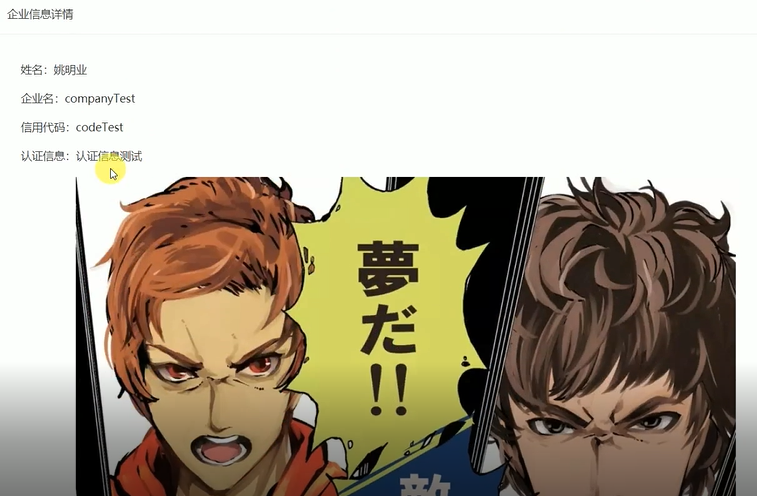 企业信息详情
姓名：姚明业
企业名：companyTest
信用代码：codeTest
认证信息：认证信息测试
夢だ!!
敵